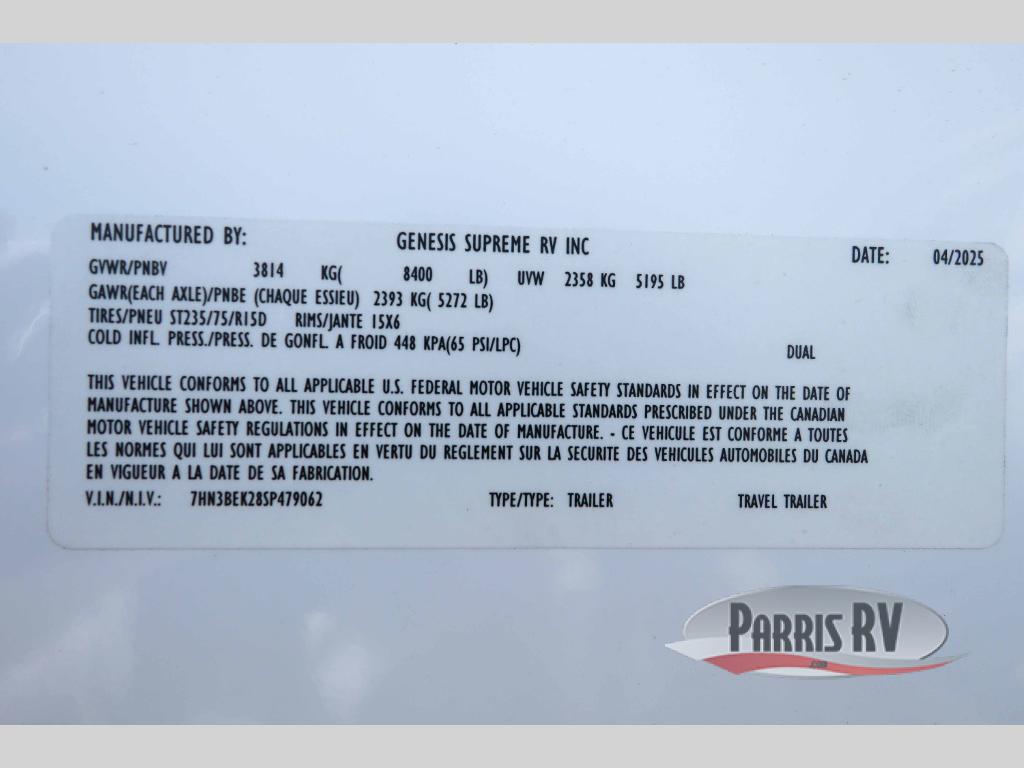 MANUFACTURED BY: GENESIS SUPREME RV INC DATE: 04/2025
GVWR/PNBV 3814 KG( 8400 LB) UVW 2358 KG 5195 LB
GAWR(EACH AXLE)/PNBE (CHAQUE ESSIEU) 2393 KG( 5272 LB)
TIRES/PNEU ST235/75/R15D RIMS/JANTE 15X6
COLD INFL. PRESS./PRESS. DE GONFL. A FROID 448 KPA(65 PSI/LPC) DUAL
THIS VEHICLE CONFORMS TO ALL APPLICABLE U.S. FEDERAL MOTOR VEHICLE SAFETY STANDARDS IN EFFECT ON THE DATE OF
MANUFACTURE SHOWN ABOVE. THIS VEHICLE CONFORMS TO ALL APPLICABLE STANDARDS PRESCRIBED UNDER THE CANADIAN
MOTOR VEHICLE SAFETY REGULATIONS IN EFFECT ON THE DATE OF MANUFACTURE. - CE VEHICULE EST CONFORME A TOUTES
LES NORMES QUI LUI SONT APPLICABLES EN VERTU DU REGLEMENT SUR LA SECURITE DES VEHICULES AUTOMOBILES DU CANADA
EN VIGUEUR A LA DATE DE SA FABRICATION.
V.I.N./N.I.V.: 7HN3BEK28SP479062 TYPE/TYPE: TRAILER TRAVEL TRAILER
PARRIS RV
.com